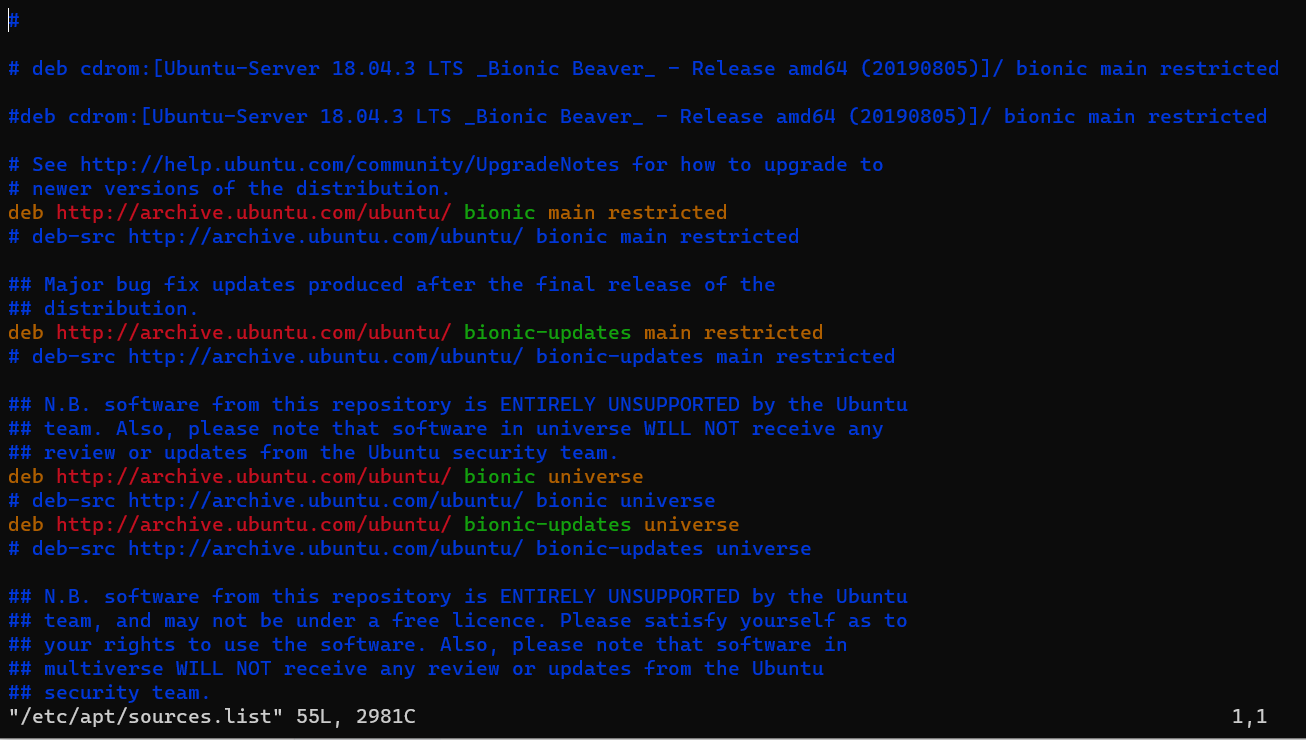 #
# deb cdrom:[Ubuntu-Server 18.04.3 LTS _Bionic Beaver_ - Release amd64 (20190805)]/ bionic main restricted
#deb cdrom:[Ubuntu-Server 18.04.3 LTS _Bionic Beaver_ - Release amd64 (20190805)]/ bionic main restricted
# See http://help.ubuntu.com/community/UpgradeNotes for how to upgrade to
# newer versions of the distribution.
deb http://archive.ubuntu.com/ubuntu/ bionic main restricted
# deb-src http://archive.ubuntu.com/ubuntu/ bionic main restricted
## Major bug fix updates produced after the final release of the
## distribution.
deb http://archive.ubuntu.com/ubuntu/ bionic-updates main restricted
# deb-src http://archive.ubuntu.com/ubuntu/ bionic-updates main restricted
## N.B. software from this repository is ENTIRELY UNSUPPORTED by the Ubuntu
## team. Also, please note that software in universe WILL NOT receive any
## review or updates from the Ubuntu security team.
deb http://archive.ubuntu.com/ubuntu/ bionic universe
# deb-src http://archive.ubuntu.com/ubuntu/ bionic universe
deb http://archive.ubuntu.com/ubuntu/ bionic-updates universe
# deb-src http://archive.ubuntu.com/ubuntu/ bionic-updates universe
## N.B. software from this repository is ENTIRELY UNSUPPORTED by the Ubuntu
## team, and may not be under a free licence. Please satisfy yourself as to
## your rights to use the software. Also, please note that software in
## multiverse WILL NOT receive any review or updates from the Ubuntu
## security team.
"/etc/apt/sources.list" 55L, 2981C 1,1